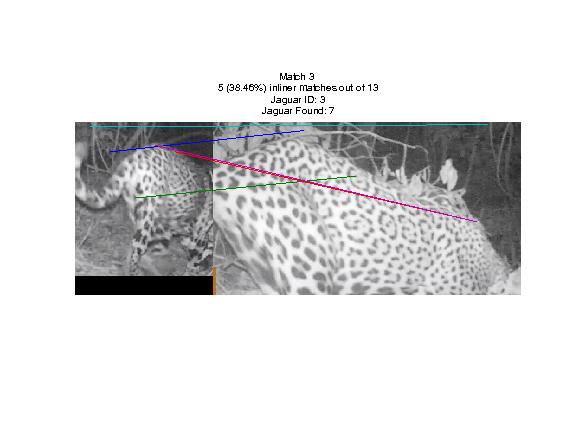 Match 3
5 (38.46%) inliner matches out of 13
Jaguar ID: 3
Jaguar Found: 7